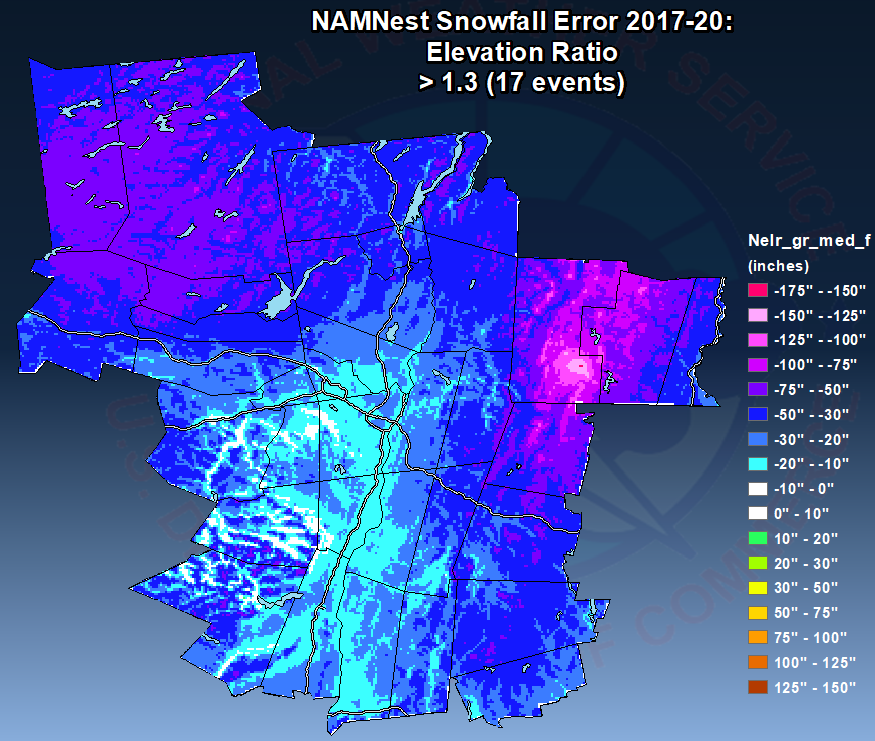 NAMNest Snowfall Error 2017-20:
Elevation Ratio
> 1.3 (17 events)
Nelr_gr_med_f
(inches)
-175" - -150"
-150" - -125"
-125" - -100"
-100" - -75"
-75" - -50"
-50" - -30"
-30" - -20"
-20" - -10"
-10" - 0"
0" - 10"
10" - 20"
20" - 30"
30" - 50"
50" - 75"
75" - 100"
100" - 125"
125" - 150"